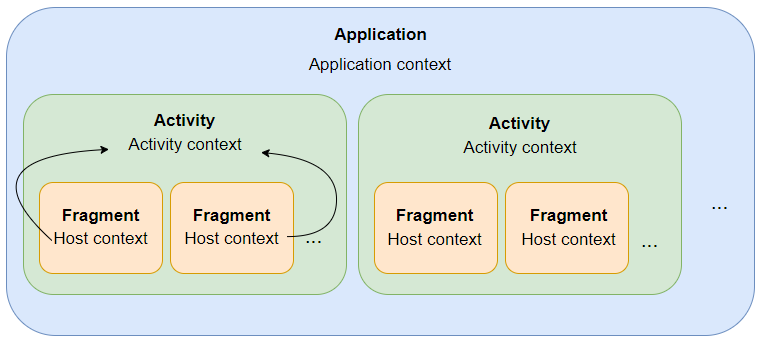 Application
Application context
Activity
Activity context
Fragment
Host context
Fragment
Host context
...
Activity
Activity context
Fragment
Host context
Fragment
Host context
...
...